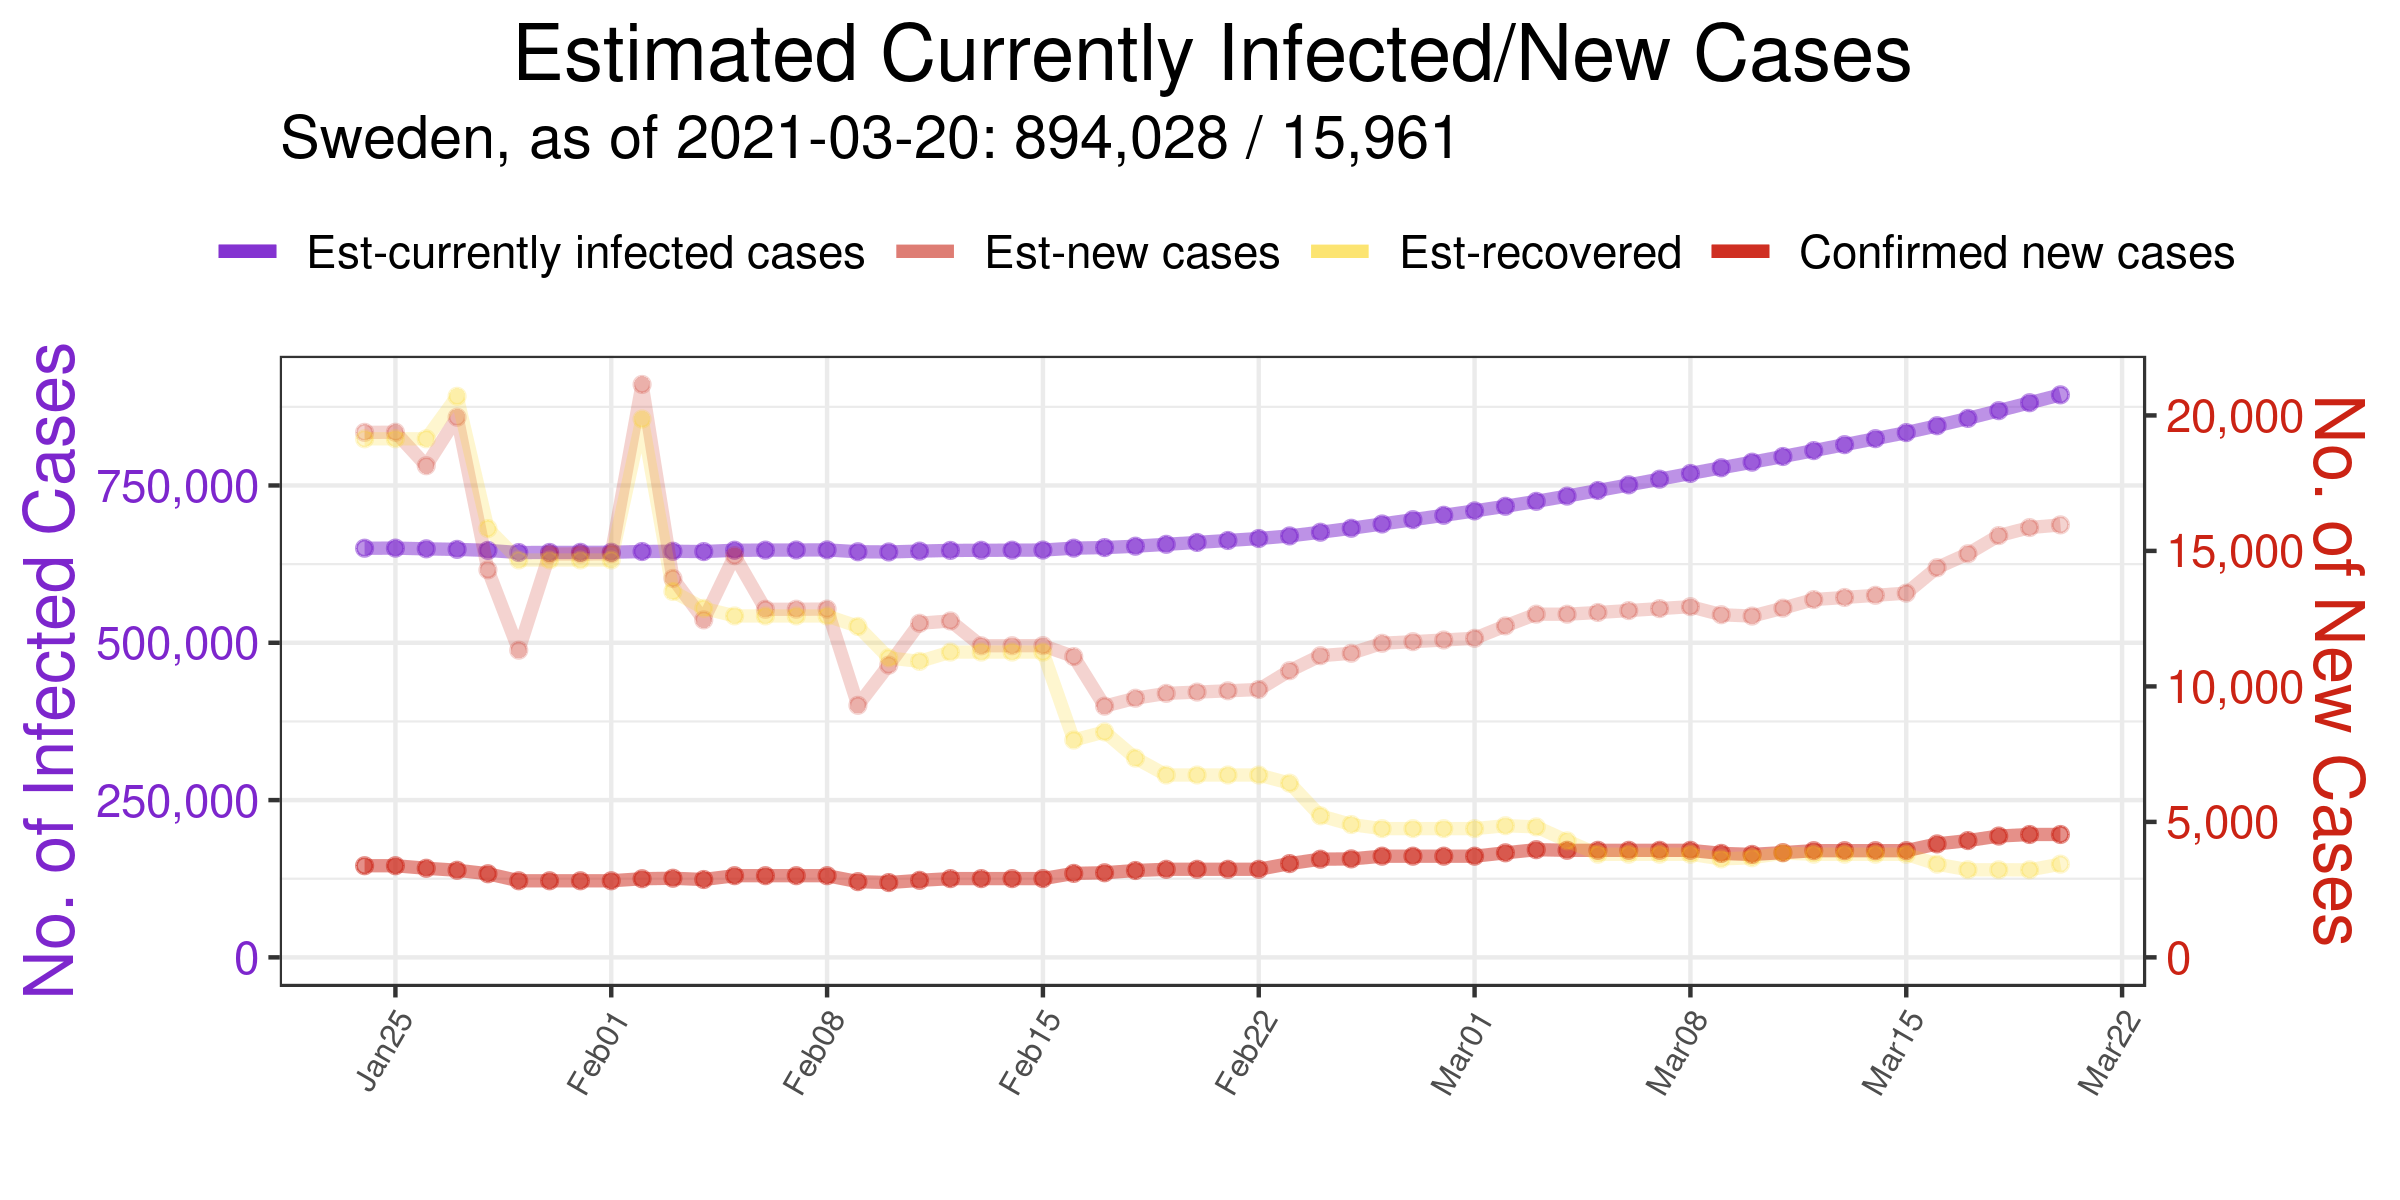 Estimated Currently Infected/New Cases
Sweden, as of 2021-03-20: 894,028 / 15,961
Est-currently infected cases Est-new cases Est-recovered Confirmed new cases
No. of Infected Cases
750,000
500,000
250,000
0
20,000
15,000
10,000
5,000
0
No. of New Cases
Jan25 Feb01 Feb08 Feb15 Feb22 Mar01 Mar08 Mar15 Mar22